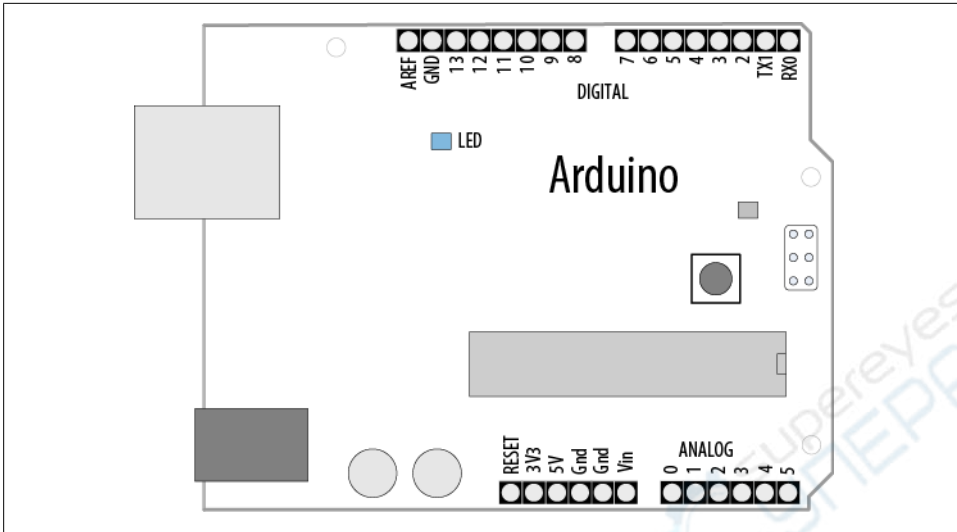 AREF GND 13 12 11 10 9 8 7 6 5 4 3 2 TX1 RX0
DIGITAL
LED
Arduino
ANALOG
RESET 3V3 5V Gnd Gnd Vin 0 1 2 3 4 5
supereyes